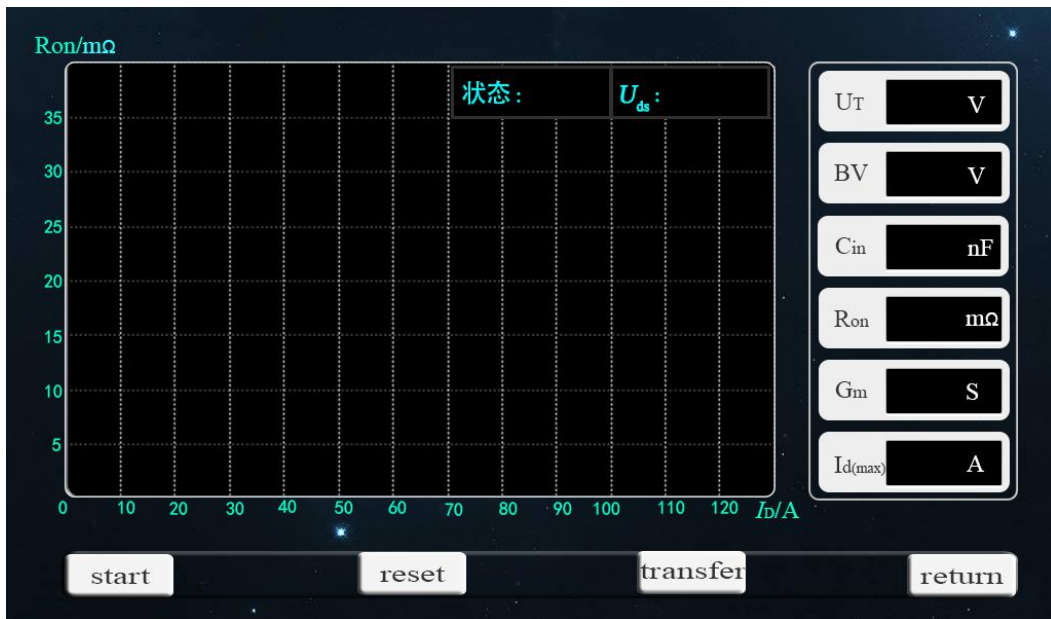 Ron/mΩ
状态： Uds：
35
30
25
20
15
10
5
0 10 20 30 40 50 60 70 80 90 100 110 120 ID/A
UT V
BV V
Cin nF
Ron mΩ
Gm S
Id(max) A
start reset transfer return